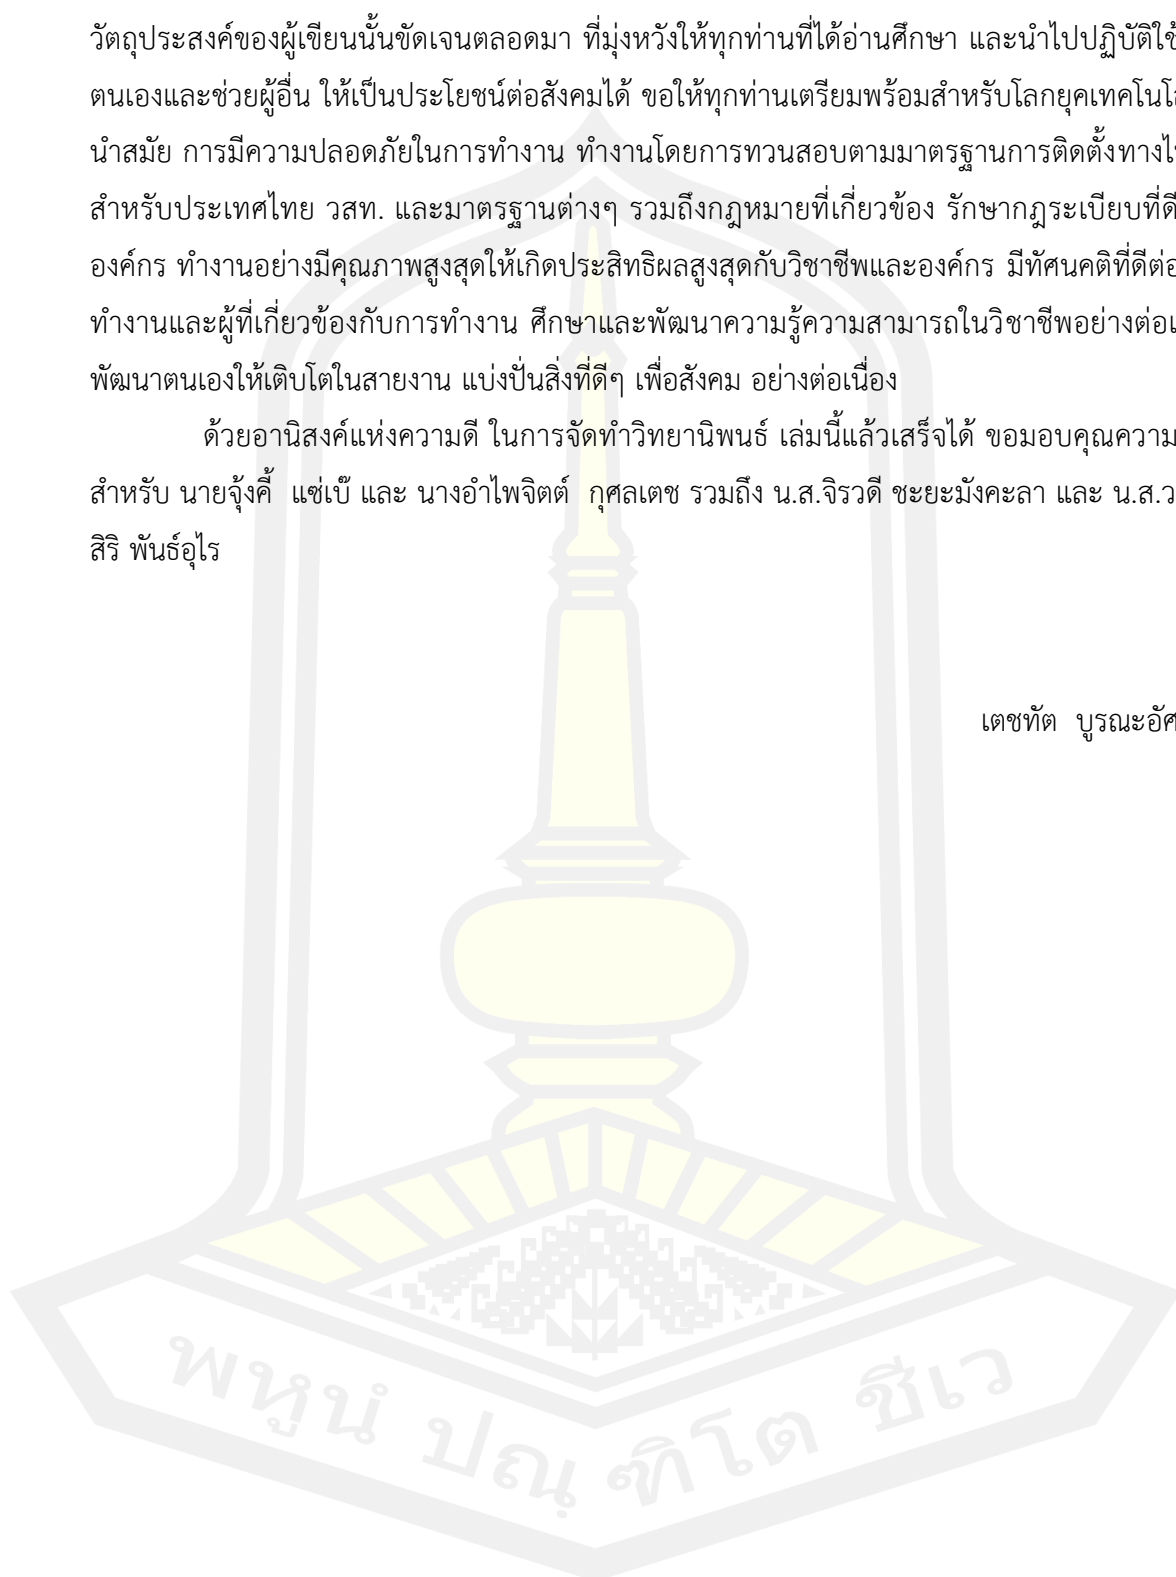 วัตถุประสงค์ของผู้เขียนนั้นขัดเจนตลอดมา ที่มุ่งหวังให้ทุกท่านที่ได้อ่านศึกษา และนำไปปฏิบัติใช้
ตนเองและช่วยผู้อื่น ให้เป็นประโยชน์ต่อสังคมได้ ขอให้ทุกท่านเตรียมพร้อมสำหรับโลกยุคเทคโนโ
นำสมัย การมีความปลอดภัยในการทำงาน ทำงานโดยการทวนสอบตามมาตรฐานการติดตั้งทางไ
สำหรับประเทศไทย วสท. และมาตรฐานต่างๆ รวมถึงกฎหมายที่เกี่ยวข้อง รักษากฎระเบียบที่ดี
องค์กร ทำงานอย่างมีคุณภาพสูงสุดให้เกิดประสิทธิผลสูงสุดกับวิชาชีพและองค์กร มีทัศนคติที่ดีต่อ
ทำงานและผู้ที่เกี่ยวข้องกับการทำงาน ศึกษาและพัฒนาความรู้ความสามารถในวิชาชีพอย่างต่อเ
พัฒนาตนเองให้เติบโตในสายงาน แบ่งปั่นสิ่งที่ดีๆ เพื่อสังคม อย่างต่อเนื่อง
ด้วยอานิสงค์แห่งความดี ในการจัดทำวิทยานิพนธ์ เล่มนี้แล้วเสร็จได้ ขอมอบคุณความ
สำหรับ นายจุ้งคี้ แซ่เบ๊ และ นางอำไพจิตต์ กุศลเตช รวมถึง น.ส.จิรวดี ชะยะมังคะลา และ น.ส.ว
สิริ พันธ์อุไร
เตชทัต บูรณะอัศ
พหูนํ ปณฺฑิโต ชีเว